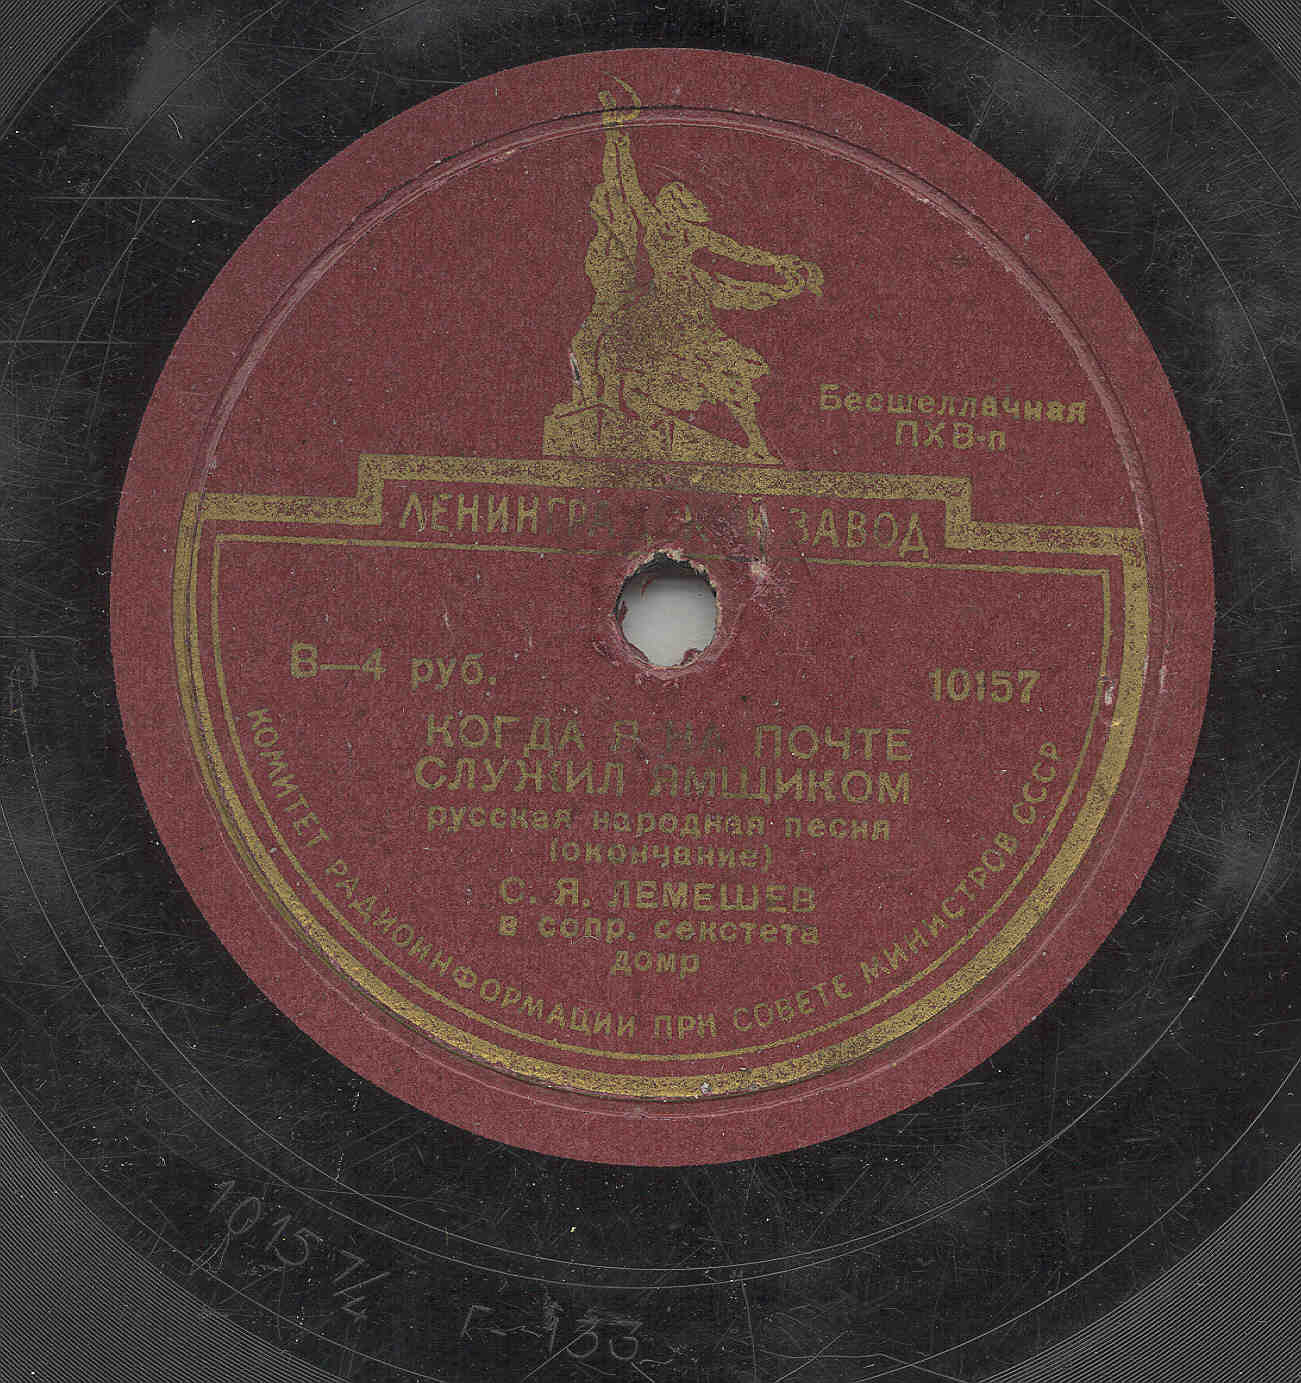 Бесшеллачная
ПХВ-п
ЛЕНИНГРАДСКИЙ ЗАВОД
В—4 руб.
10157
КОГДА Я НА ПОЧТЕ
СЛУЖИЛ ЯМЩИКОМ
русская народная песня
(окончание)
С. Я. ЛЕМЕШЕВ
в сопр. секстета
домр
КОМИТЕТ РАДИОИНФОРМАЦИИ ПРИ СОВЕТЕ МИНИСТРОВ СССР
10157/4
Г-133